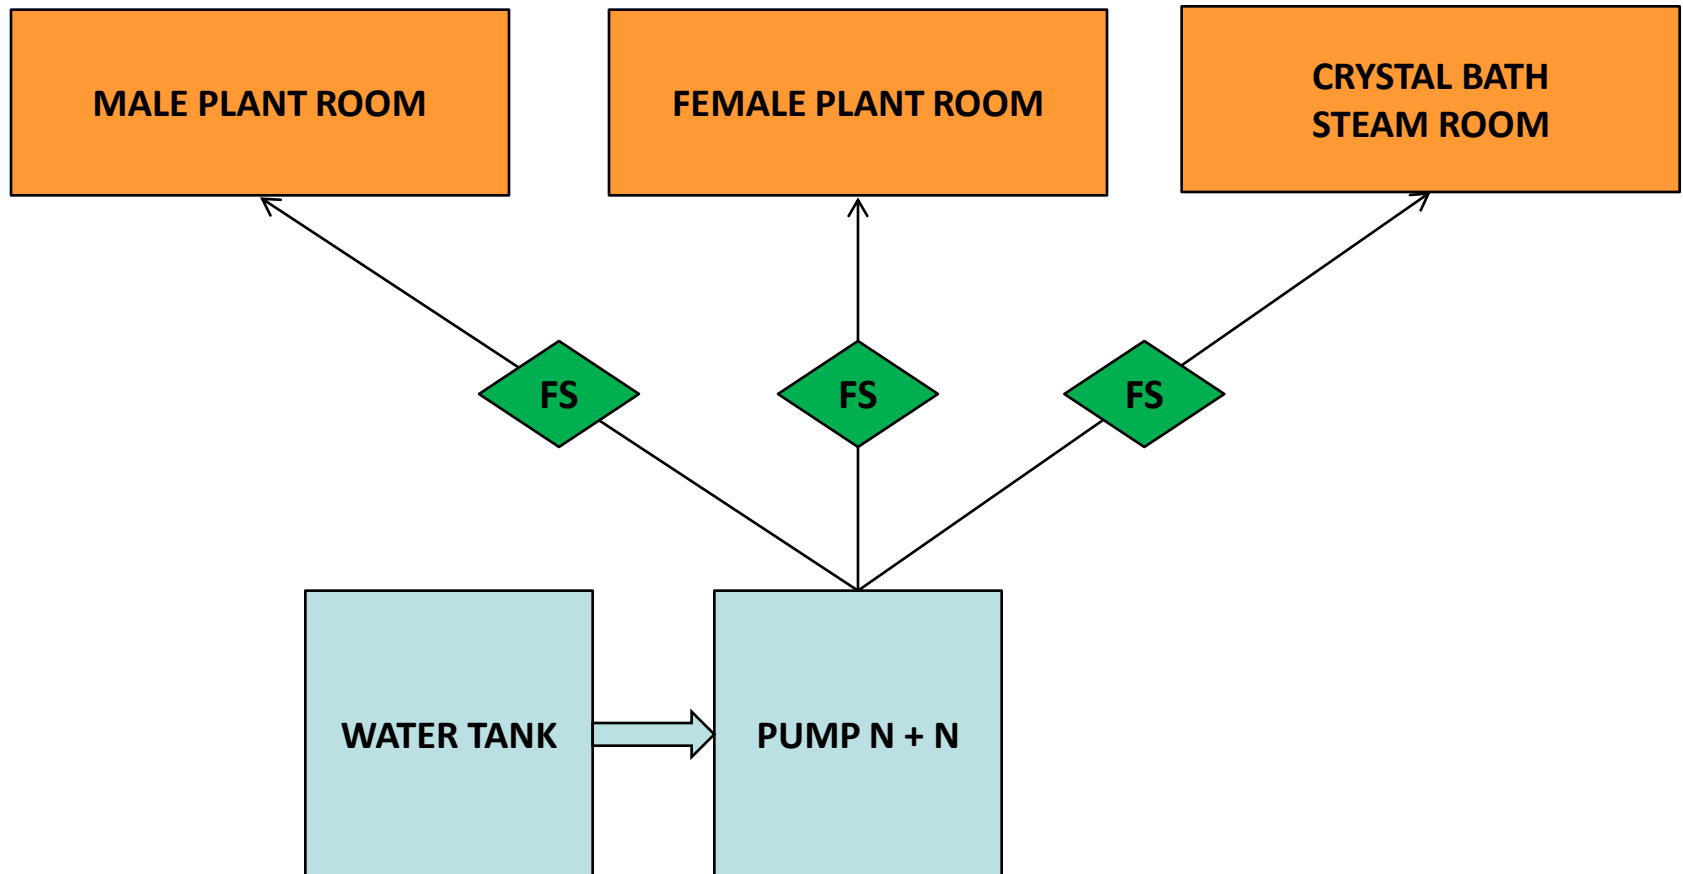 MALE PLANT ROOM
FEMALE PLANT ROOM
CRYSTAL BATH
STEAM ROOM
FS
FS
FS
WATER TANK
PUMP N + N